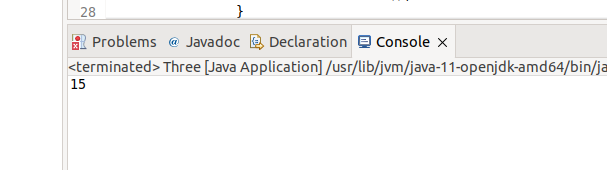 28 }
Problems @ Javadoc Declaration Console
<terminated> Three [Java Application] /usr/lib/jvm/java-11-openjdk-amd64/bin/ja
15